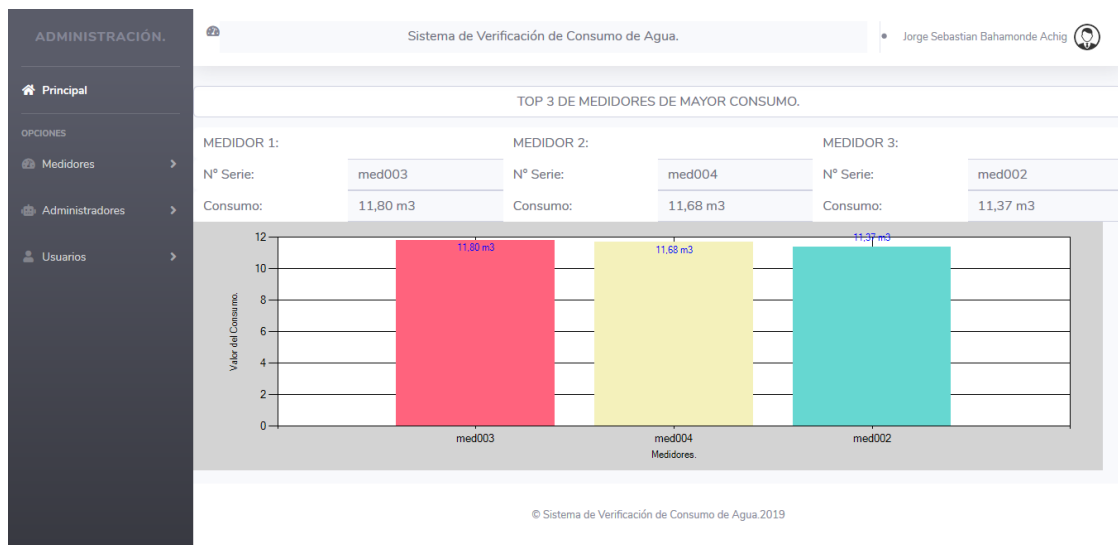 ADMINISTRACIÓN.
Principal
OPCIONES
Medidores
Administradores
Usuarios
Sistema de Verificación de Consumo de Agua.
Jorge Sebastian Bahamonde Achig
TOP 3 DE MEDIDORES DE MAYOR CONSUMO.
MEDIDOR 1: MEDIDOR 2: MEDIDOR 3:
N° Serie: med003 N° Serie: med004 N° Serie: med002
Consumo: 11,80 m3 Consumo: 11,68 m3 Consumo: 11,37 m3
Valor del Consumo.
12
10
8
6
4
2
0
11,80 m3 11,68 m3 11,37 m3
med003 med004 med002
Medidores.
© Sistema de Verificación de Consumo de Agua.2019